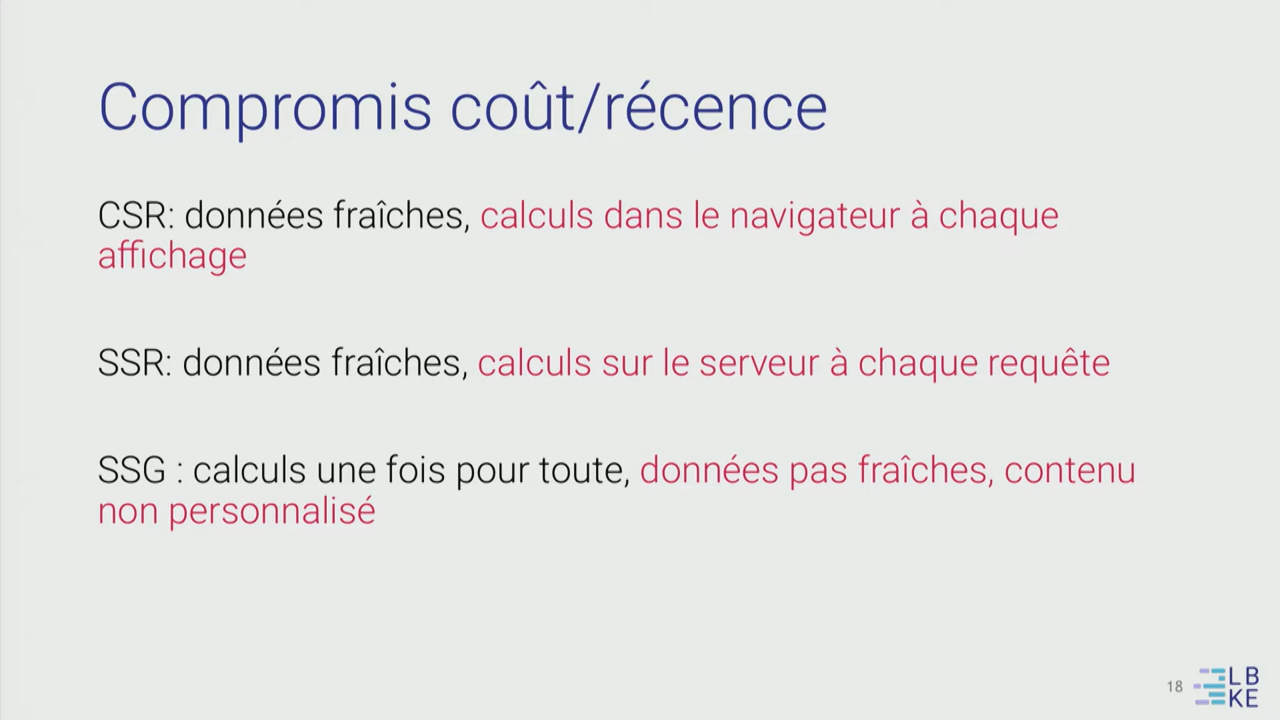 Compromis coût/récence
CSR: données fraîches, calculs dans le navigateur à chaque
affichage
SSR: données fraîches, calculs sur le serveur à chaque requête
SSG : calculs une fois pour toute, données pas fraîches, contenu
non personnalisé
18
LB
KE